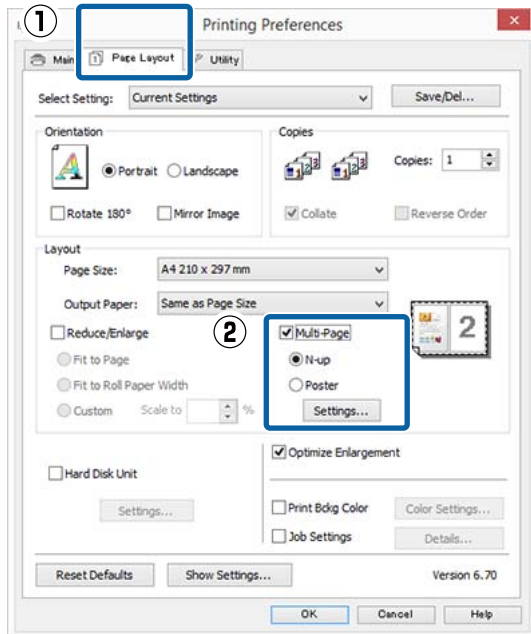 ①
Printing Preferences
Main Page Layout Utility
Select Setting: Current Settings Save/Del...
Orientation Copies
Portrait Landscape Copies: 1
Rotate 180° Mirror Image Collate Reverse Order
Layout
Page Size: A4 210 x 297 mm
Output Paper: Same as Page Size
Reduce/Enlarge ② Multi-Page 2
Fit to Page N-up
Fit to Roll Paper Width Poster
Custom Scale to % Settings...
Optimize Enlargement
Hard Disk Unit
Settings... Print Bckg Color Color Settings...
Job Settings Details...
Reset Defaults Show Settings... Version 6.70
OK Cancel Help